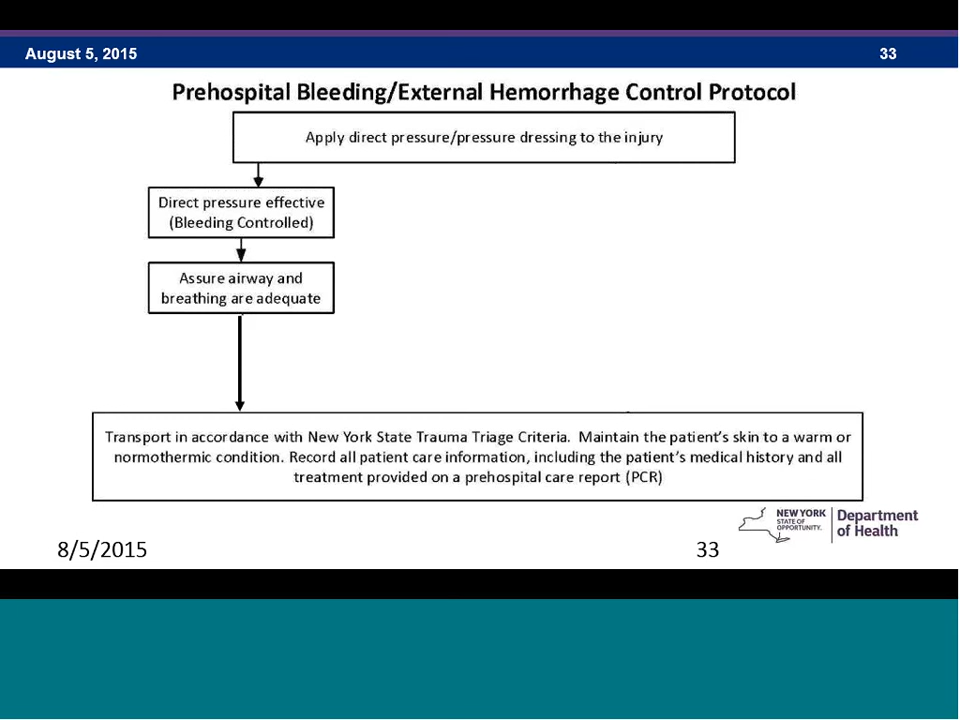 August 5, 2015 33
Prehospital Bleeding/External Hemorrhage Control Protocol
Apply direct pressure/pressure dressing to the injury
Direct pressure effective
(Bleeding Controlled)
Assure airway and
breathing are adequate
Transport in accordance with New York State Trauma Triage Criteria. Maintain the patient's skin to a warm or
normothermic condition. Record all patient care information, including the patient's medical history and all
treatment provided on a prehospital care report (PCR)
NEW YORK
STATE OF
OPPORTUNITY.
Department
of Health
8/5/2015 33